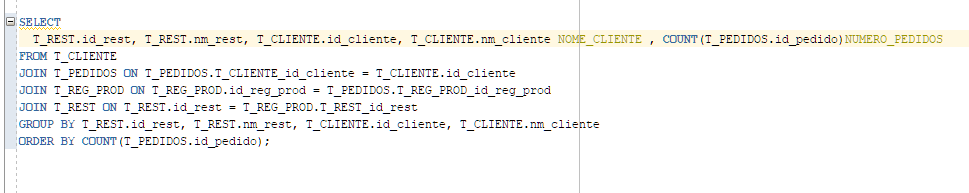 SELECT
T_REST.id_rest, T_REST.nm_rest, T_CLIENTE.id_cliente, T_CLIENTE.nm_cliente NOME_CLIENTE , COUNT(T_PEDIDOS.id_pedido)NUMERO_PEDIDOS
FROM T_CLIENTE
JOIN T_PEDIDOS ON T_PEDIDOS.T_CLIENTE_id_cliente = T_CLIENTE.id_cliente
JOIN T_REG_PROD ON T_REG_PROD.id_reg_prod = T_PEDIDOS.T_REG_PROD_id_reg_prod
JOIN T_REST ON T_REST.id_rest = T_REG_PROD.T_REST_id_rest
GROUP BY T_REST.id_rest, T_REST.nm_rest, T_CLIENTE.id_cliente, T_CLIENTE.nm_cliente
ORDER BY COUNT(T_PEDIDOS.id_pedido);